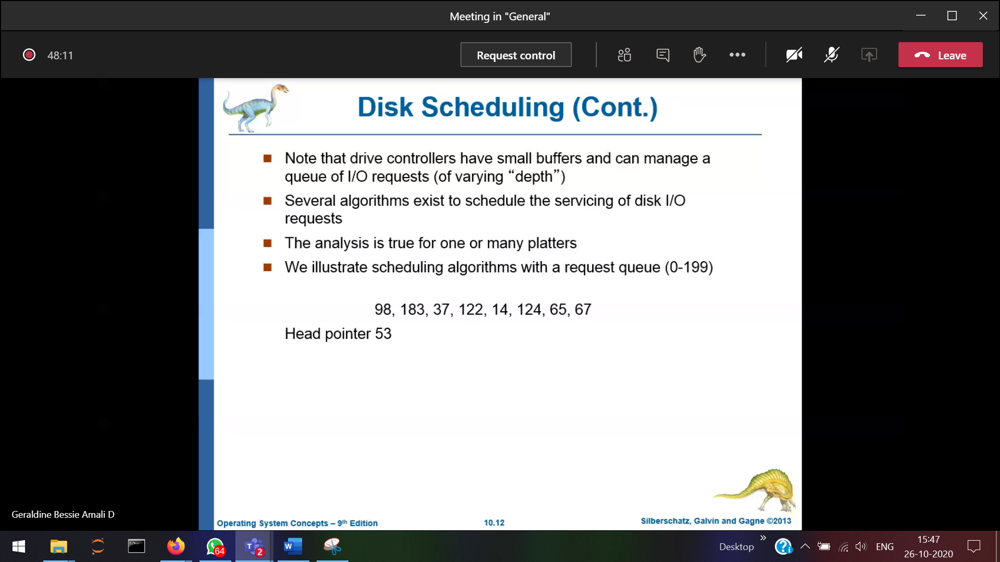 Meeting in "General"
48:11
Request control
Leave
Disk Scheduling (Cont.)
Note that drive controllers have small buffers and can manage a
queue of I/O requests (of varying “depth”)
Several algorithms exist to schedule the servicing of disk I/O
requests
The analysis is true for one or many platters
We illustrate scheduling algorithms with a request queue (0-199)
98, 183, 37, 122, 14, 124, 65, 67
Head pointer 53
Geraldine Bessie Amali D
Operating System Concepts – 9th Edition
10.12
Silberschatz, Galvin and Gagne ©2013
64
T
2
W
Desktop
ENG
15:47
26-10-2020